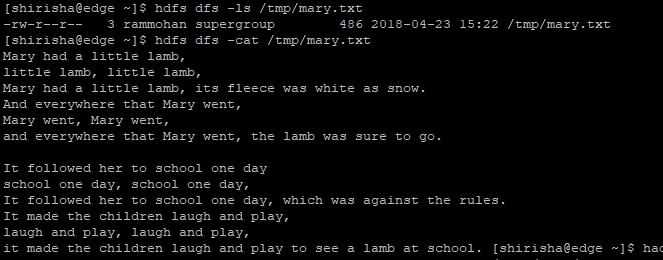 [shirisha@edge ~]$ hdfs dfs -ls /tmp/mary.txt
-rw-r--r--   3 rammohan supergroup        486 2018-04-23 15:22 /tmp/mary.txt
[shirisha@edge ~]$ hdfs dfs -cat /tmp/mary.txt
Mary had a little lamb,
little lamb, little lamb,
Mary had a little lamb, its fleece was white as snow.
And everywhere that Mary went,
Mary went, Mary went,
and everywhere that Mary went, the lamb was sure to go.

It followed her to school one day
school one day, school one day,
It followed her to school one day, which was against the rules.
It made the children laugh and play,
laugh and play, laugh and play,
it made the children laugh and play to see a lamb at school. [shirisha@edge ~]$ had